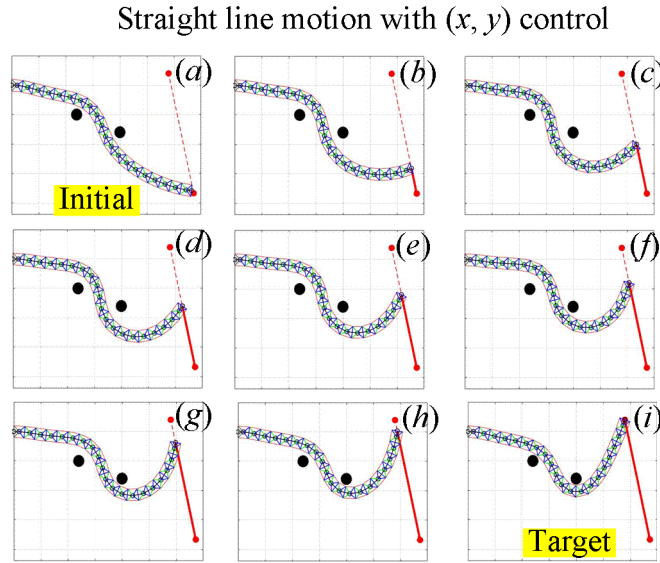 Straight line motion with (x, y) control
(a)
(b)
(c)
Initial
(d)
(e)
(f)
(g)
(h)
(i)
Target